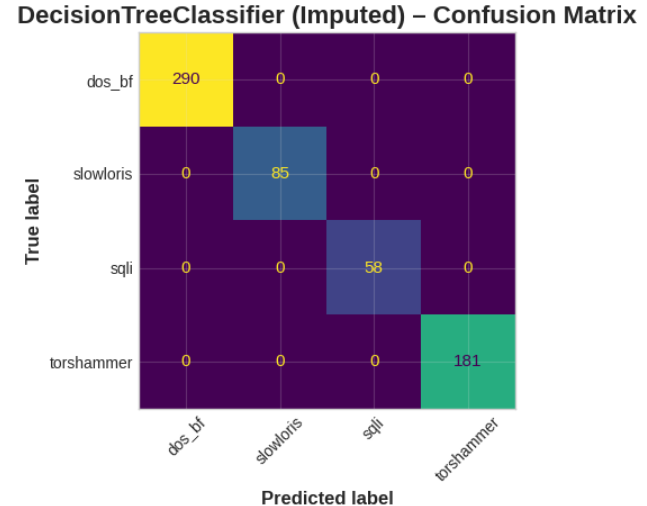 DecisionTreeClassifier (Imputed) – Confusion Matrix
True label
dos_bf 290 0 0 0
slowloris 0 85 0 0
sqli 0 0 58 0
torshammer 0 0 0 181
dos_bf slowloris sqli torshammer
Predicted label